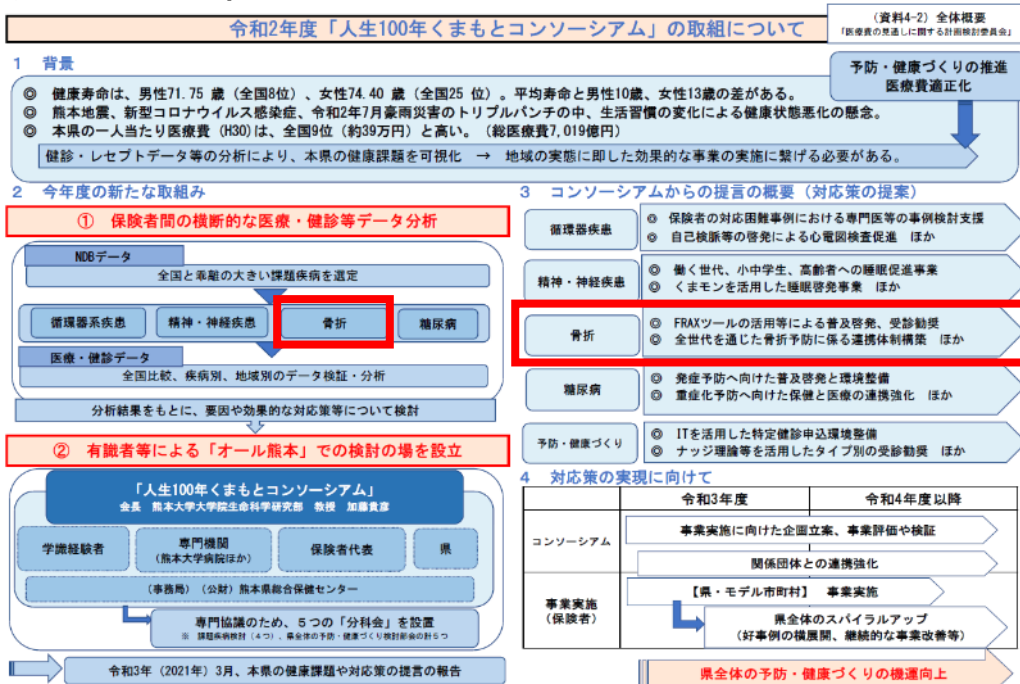 令和2年度「人生100年くまもとコンソーシアム」の取組について
（資料4-2）全体概要
「医療費の見通しに関する計画検討委員会」
1 背景
予防・健康づくりの推進
医療費適正化
◎ 健康寿命は、男性71.75 歳（全国8位）、女性74.40 歳（全国25 位）。平均寿命と男性10歳、女性13歳の差がある。
◎ 熊本地震、新型コロナウイルス感染症、令和2年7月豪雨災害のトリプルパンチの中、生活習慣の変化による健康状態悪化の懸念。
◎ 本県の一人当たり医療費（H30)は、全国9位（約39万円）と高い。（総医療費7,019億円）
健診・レセプトデータ等の分析により、本県の健康課題を可視化 → 地域の実態に即した効果的な事業の実施に繋げる必要がある。
2 今年度の新たな取組み
① 保険者間の横断的な医療・健診等データ分析
NDBデータ
全国と乖離の大きい課題疾病を選定
循環器系疾患
精神・神経疾患
骨折
糖尿病
医療・健診データ
全国比較、疾病別、地域別のデータ検証・分析
分析結果をもとに、要因や効果的な対応策等について検討
② 有識者等による「オール熊本」での検討の場を設立
「人生100年くまもとコンソーシアム」
会長 熊本大学大学院生命科学研究部 教授 加藤貴彦
学識経験者
専門機関
（熊本大学病院ほか）
保険者代表
県
（事務局）（公財）熊本県総合保健センター
専門協議のため、5つの「分科会」を設置
※ 課題疾病検討（4つ）、県全体の予防・健康づくり検討部会の計5つ
令和3年（2021年）3月、本県の健康課題や対応策の提言の報告
3 コンソーシアムからの提言の概要（対応策の提案）
循環器疾患
◎ 保険者の対応困難事例における専門医等の事例検討支援
◎ 自己検脈等の啓発による心電図検査促進 ほか
精神・神経疾患
◎ 働く世代、小中学生、高齢者への睡眠促進事業
◎ くまモンを活用した睡眠啓発事業 ほか
骨折
◎ FRAXツールの活用等による普及啓発、受診勧奨
◎ 全世代を通じた骨折予防に係る連携体制構築 ほか
糖尿病
◎ 発症予防へ向けた普及啓発と環境整備
◎ 重症化予防へ向けた保健と医療の連携強化 ほか
予防・健康づくり
◎ ITを活用した特定健診申込環境整備
◎ ナッジ理論等を活用したタイプ別の受診勧奨 ほか
4 対応策の実現に向けて
令和3年度
令和4年度以降
コンソーシアム
事業実施に向けた企画立案、事業評価や検証
関係団体との連携強化
事業実施
（保険者）
【県・モデル市町村】 事業実施
県全体のスパイラルアップ
（好事例の横展開、継続的な事業改善等）
県全体の予防・健康づくりの機運向上